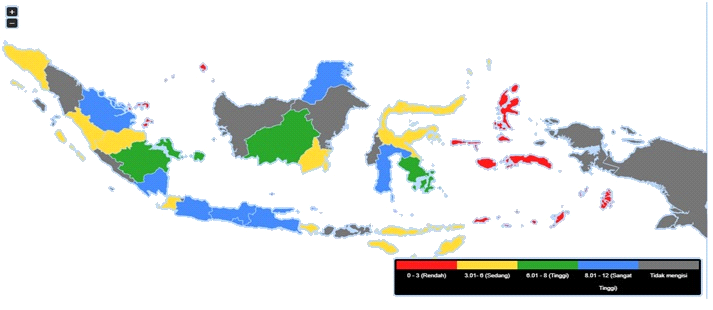 +
−
0 - 3 (Rendah) 3.01- 6 (Sedang) 6.01 - 8 (Tinggi) 8.01 - 12 (Sangat Tinggi) Tidak mengisi